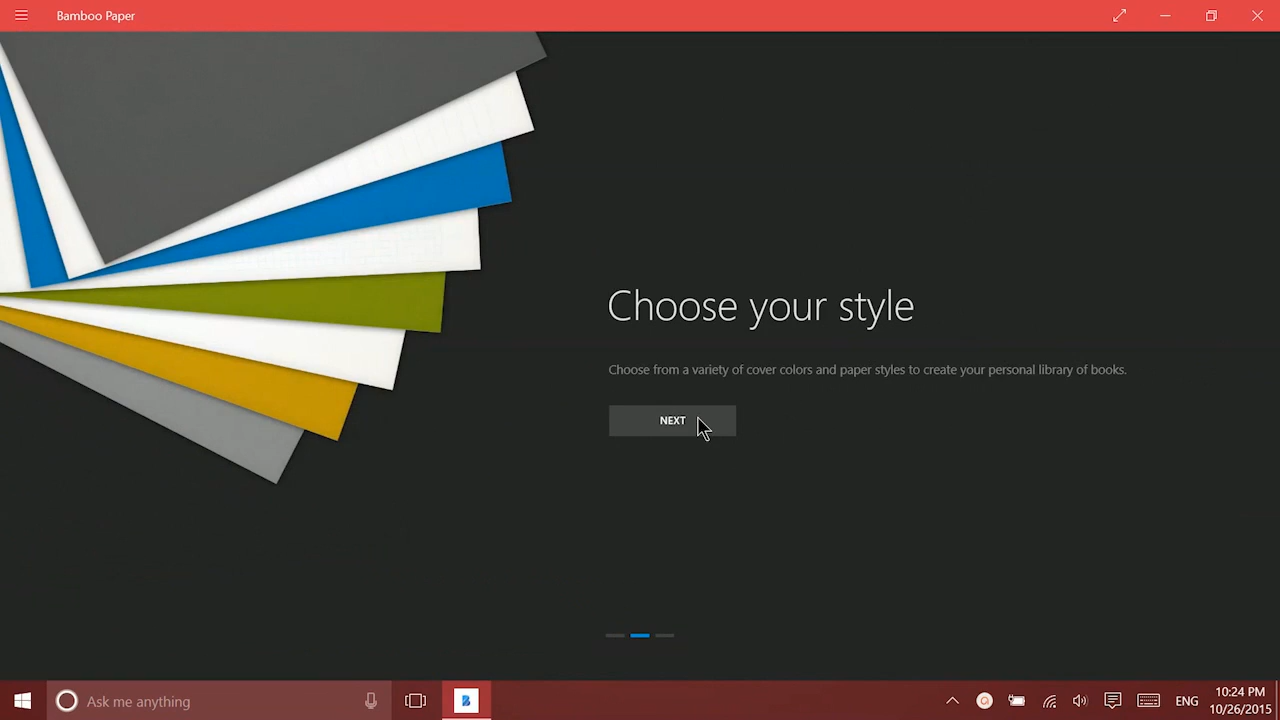 Bamboo Paper
Choose your style
Choose from a variety of cover colors and paper styles to create your personal library of books.
NEXT
Ask me anything
B
ENG
10:24 PM
10/26/2015